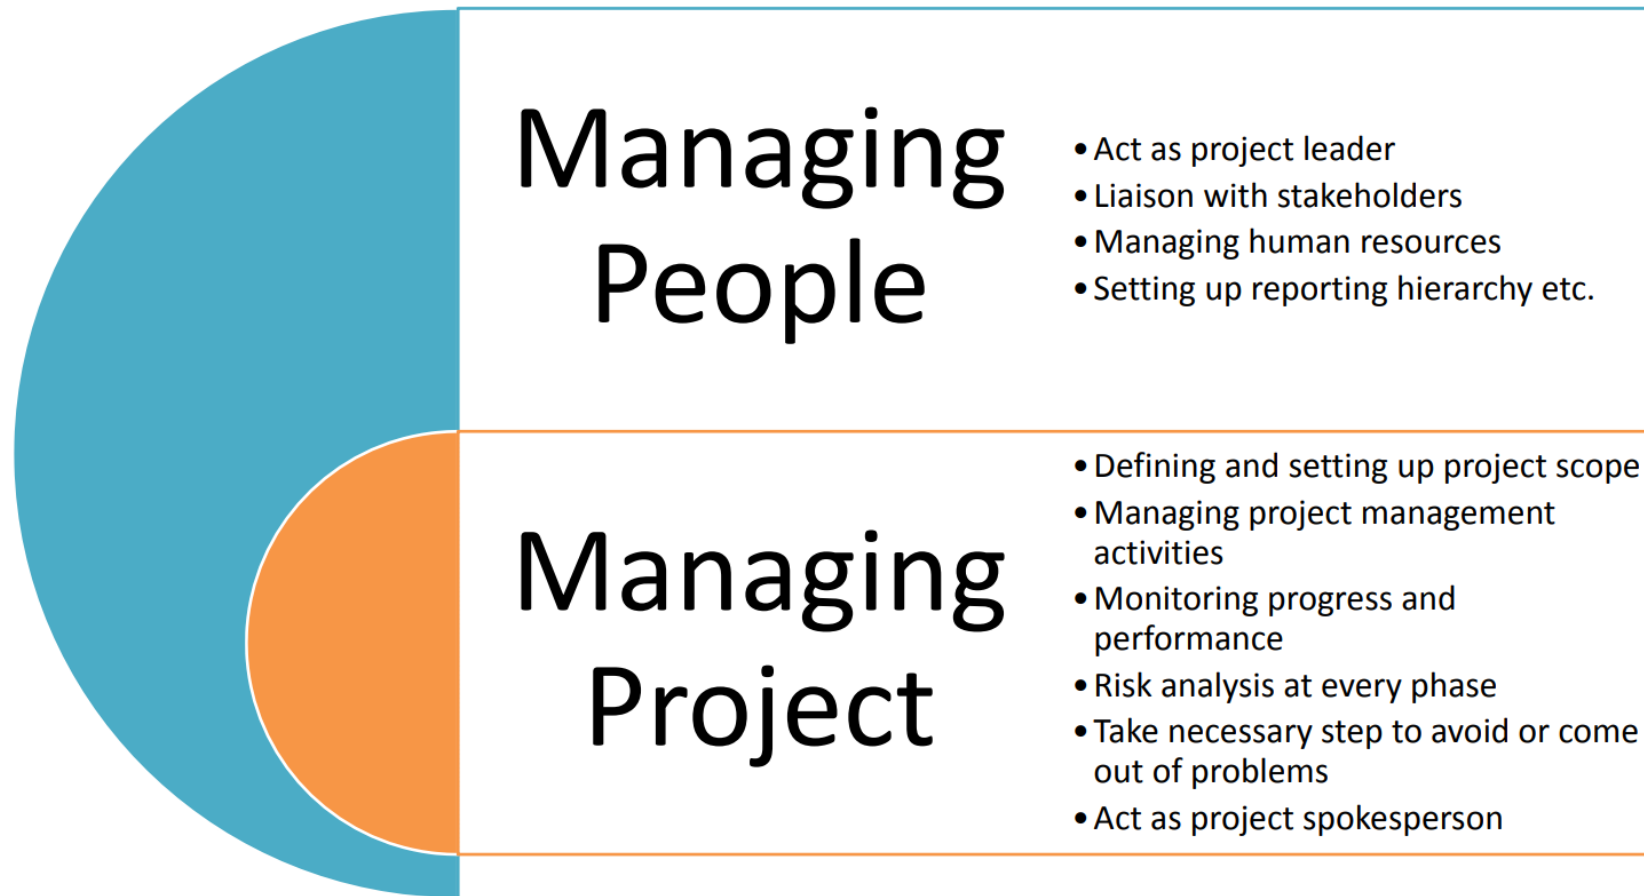 Managing
People
• Act as project leader
• Liaison with stakeholders
• Managing human resources
• Setting up reporting hierarchy etc.
Managing
Project
• Defining and setting up project scope
• Managing project management
activities
• Monitoring progress and
performance
• Risk analysis at every phase
• Take necessary step to avoid or come
out of problems
• Act as project spokesperson